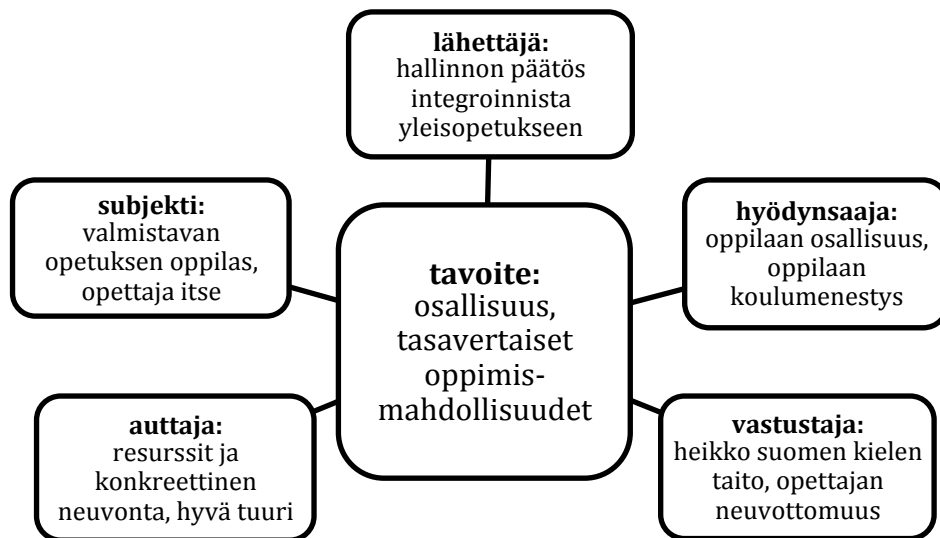 lähettäjä:
hallinnon päätös
integroinnista
yleisopetukseen
subjekti:
valmistavan
opetuksen oppilas,
opettaja itse
hyödynsaaja:
oppilaan osallisuus,
oppilaan
koulumenestys
tavoite:
osallisuus,
tasavertaiset
oppimis-
mahdollisuudet
auttaja:
resurssit ja
konkreettinen
neuvonta, hyvä tuuri
vastustaja:
heikko suomen kielen
taito, opettajan
neuvottomuus